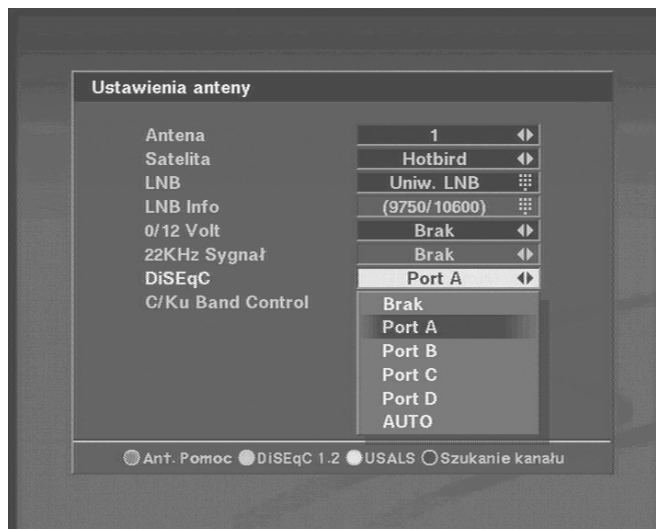 Ustawienia anteny
Antena 1
Satelita Hotbird
LNB Uniw. LNB
LNB Info (9750/10600)
0/12 Volt Brak
22KHz Sygnał Brak
DiSEqC Port A
C/Ku Band Control
Brak
Port A
Port B
Port C
Port D
AUTO
Ant. Pomoc DiSEqC 1.2 USALS Szukanie kanału